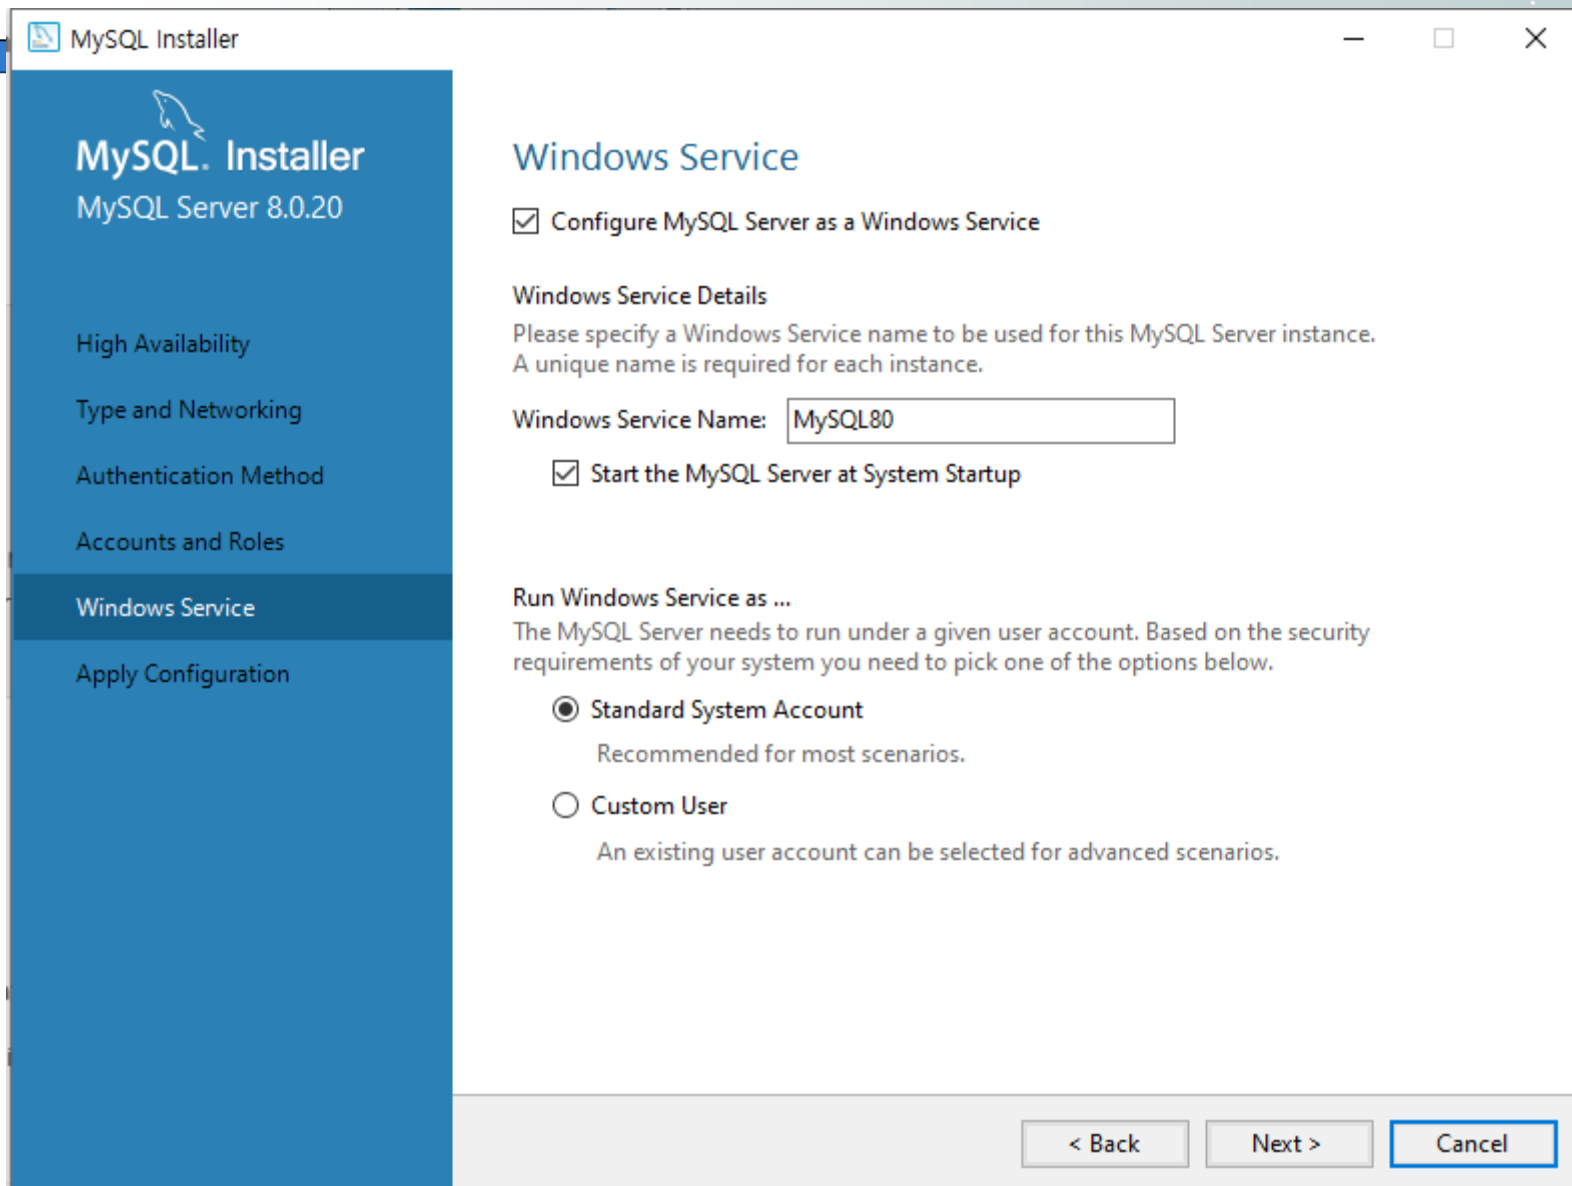 MySQL Installer
MySQL. Installer
MySQL Server 8.0.20
High Availability
Type and Networking
Authentication Method
Accounts and Roles
Windows Service
Apply Configuration
Windows Service
Configure MySQL Server as a Windows Service
Windows Service Details
Please specify a Windows Service name to be used for this MySQL Server instance.
A unique name is required for each instance.
Windows Service Name: MySQL80
Start the MySQL Server at System Startup
Run Windows Service as ...
The MySQL Server needs to run under a given user account. Based on the security
requirements of your system you need to pick one of the options below.
Standard System Account
Recommended for most scenarios.
Custom User
An existing user account can be selected for advanced scenarios.
< Back Next > Cancel